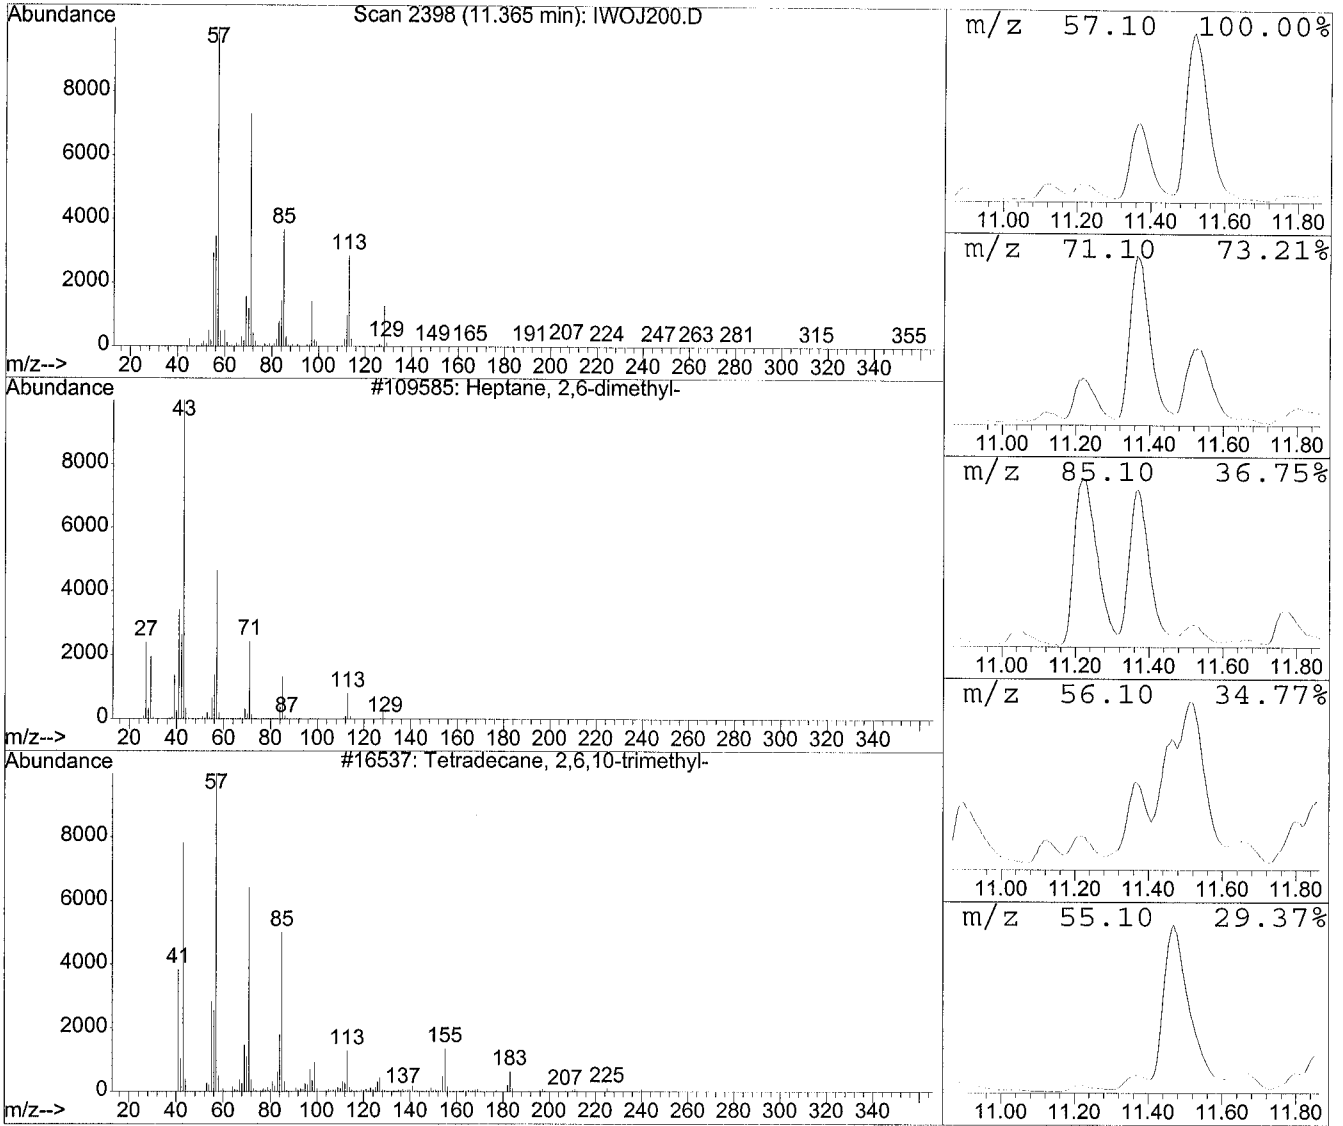 Abundance
Scan 2398 (11.365 min): IWOJ200.D
57
8000
6000
4000
85
113
2000
129 149 165 191 207 224 247 263 281 315 355
0
m/z--> 20 40 60 80 100 120 140 160 180 200 220 240 260 280 300 320 340
Abundance
#109585: Heptane, 2,6-dimethyl-
43
8000
6000
4000
27
71
2000
113
87
129
0
m/z--> 20 40 60 80 100 120 140 160 180 200 220 240 260 280 300 320 340
Abundance
#16537: Tetradecane, 2,6,10-trimethyl-
57
8000
6000
85
41
4000
2000
113
155
183
137
207 225
0
m/z--> 20 40 60 80 100 120 140 160 180 200 220 240 260 280 300 320 340
m/z 57.10 100.00%
11.00 11.20 11.40 11.60 11.80
m/z 71.10 73.21%
11.00 11.20 11.40 11.60 11.80
m/z 85.10 36.75%
11.00 11.20 11.40 11.60 11.80
m/z 56.10 34.77%
11.00 11.20 11.40 11.60 11.80
m/z 55.10 29.37%
11.00 11.20 11.40 11.60 11.80